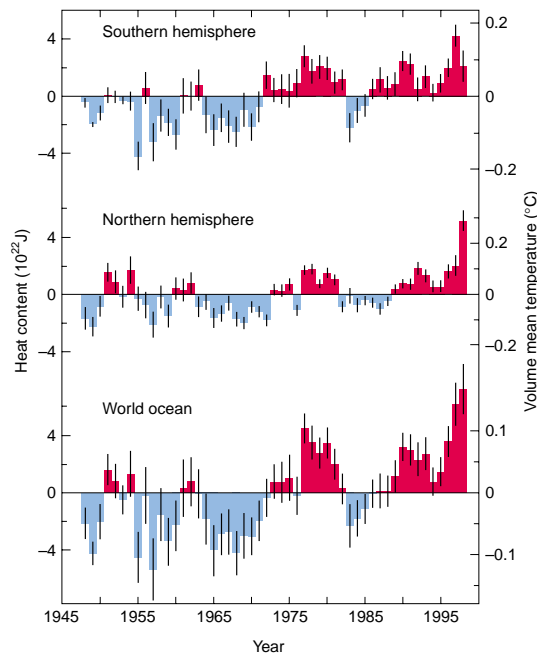 Southern hemisphere
4
0
−4
0.2
0
−0.2
Northern hemisphere
4
0
−4
0.2
0
−0.2
World ocean
4
0
−4
0.1
0
−0.1
Heat content (10²²J)
Volume mean temperature (°C)
1945 1955 1965 1975 1985 1995
Year